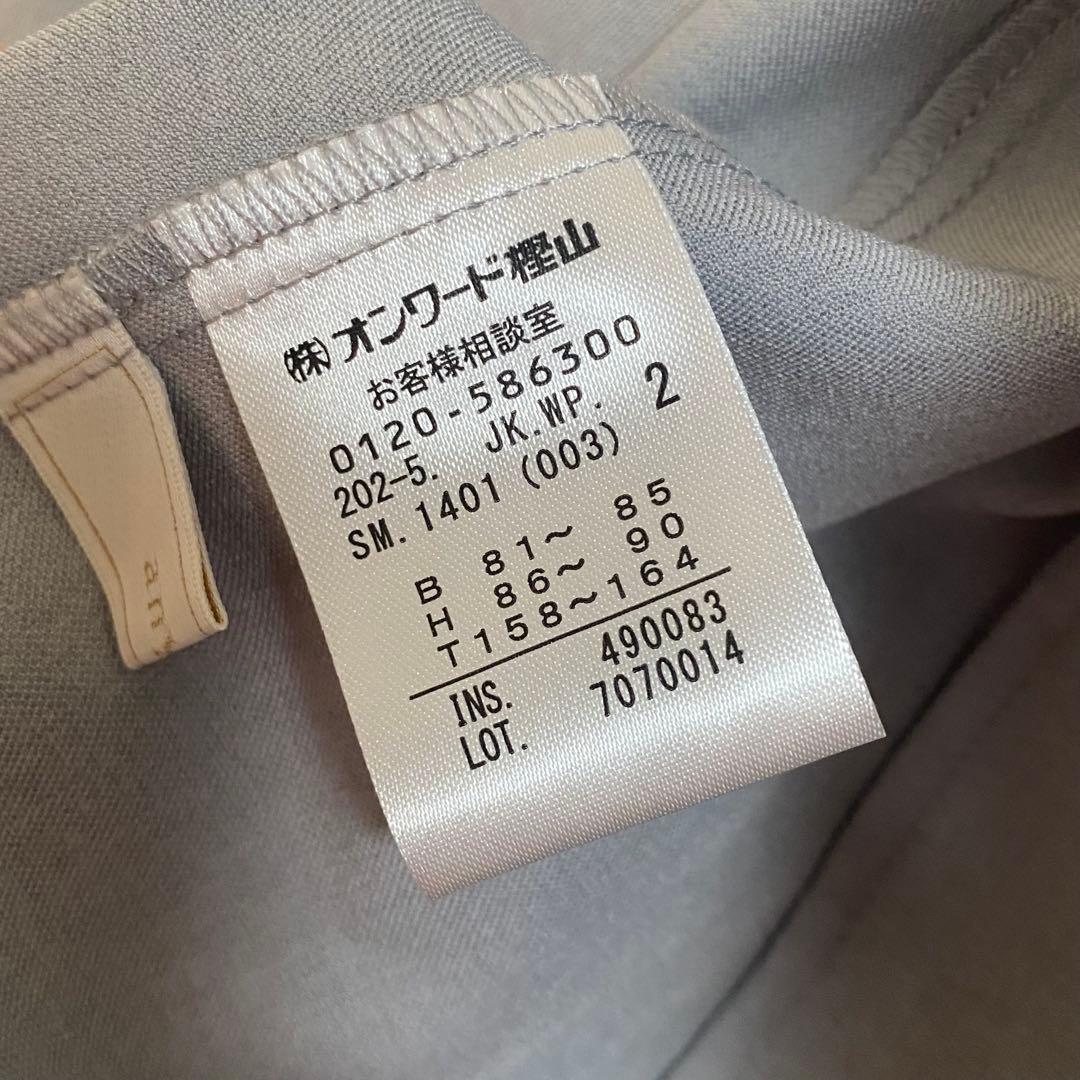 (株)オンワード樫山
お客様相談室
0120-586300
202-5. JK.WP. 2
SM.1401(003)
B 81～ 85
H 86～ 90
T158～164
INS. 490083
LOT. 7070014
an